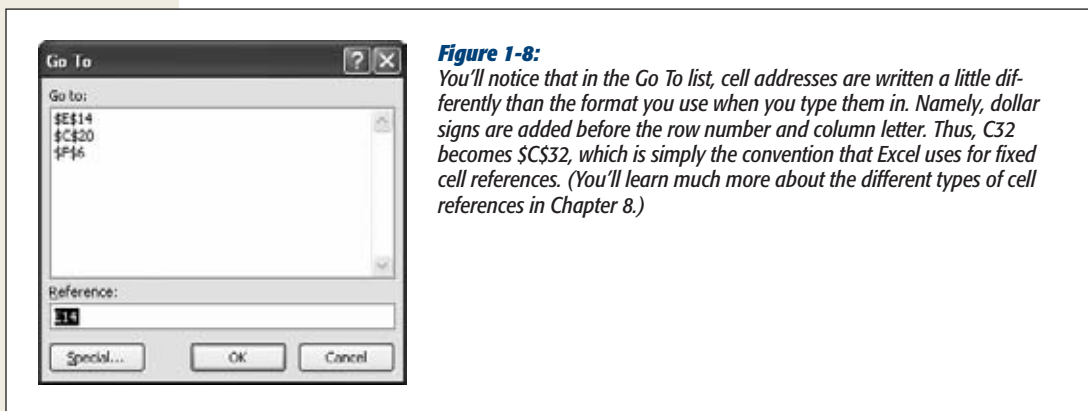 Go To
Go to:
$E$14
$C$20
$F$6
Reference:
E14
Special...
OK
Cancel
Figure 1-8:
You'll notice that in the Go To list, cell addresses are written a little dif-
ferently than the format you use when you type them in. Namely, dollar
signs are added before the row number and column letter. Thus, C32
becomes $C$32, which is simply the convention that Excel uses for fixed
cell references. (You'll learn much more about the different types of cell
references in Chapter 8.)